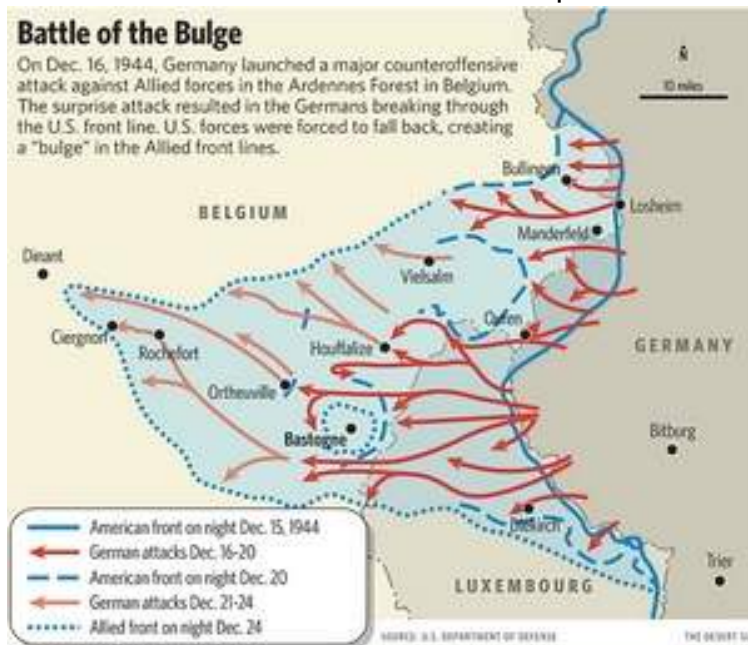 Battle of the Bulge
On Dec. 16, 1944, Germany launched a major counteroffensive
attack against Allied forces in the Ardennes Forest in Belgium.
The surprise attack resulted in the Germans breaking through
the U.S. front line. U.S. forces were forced to fall back, creating
a "bulge" in the Allied front lines.
N
10 miles
Bullingen
Losheim
BELGIUM
Manderfeld
Dinant
Vielsalm
Ciergnon
Rochefort
Houffalize
Oufen
GERMANY
Ortheuville
Bastogne
Bitburg
Diekirch
Trier
LUXEMBOURG
American front on night Dec. 15, 1944
German attacks Dec. 16-20
American front on night Dec. 20
German attacks Dec. 21-24
Allied front on night Dec. 24
SOURCE: U.S. DEPARTMENT OF DEFENSE
THE DESERT